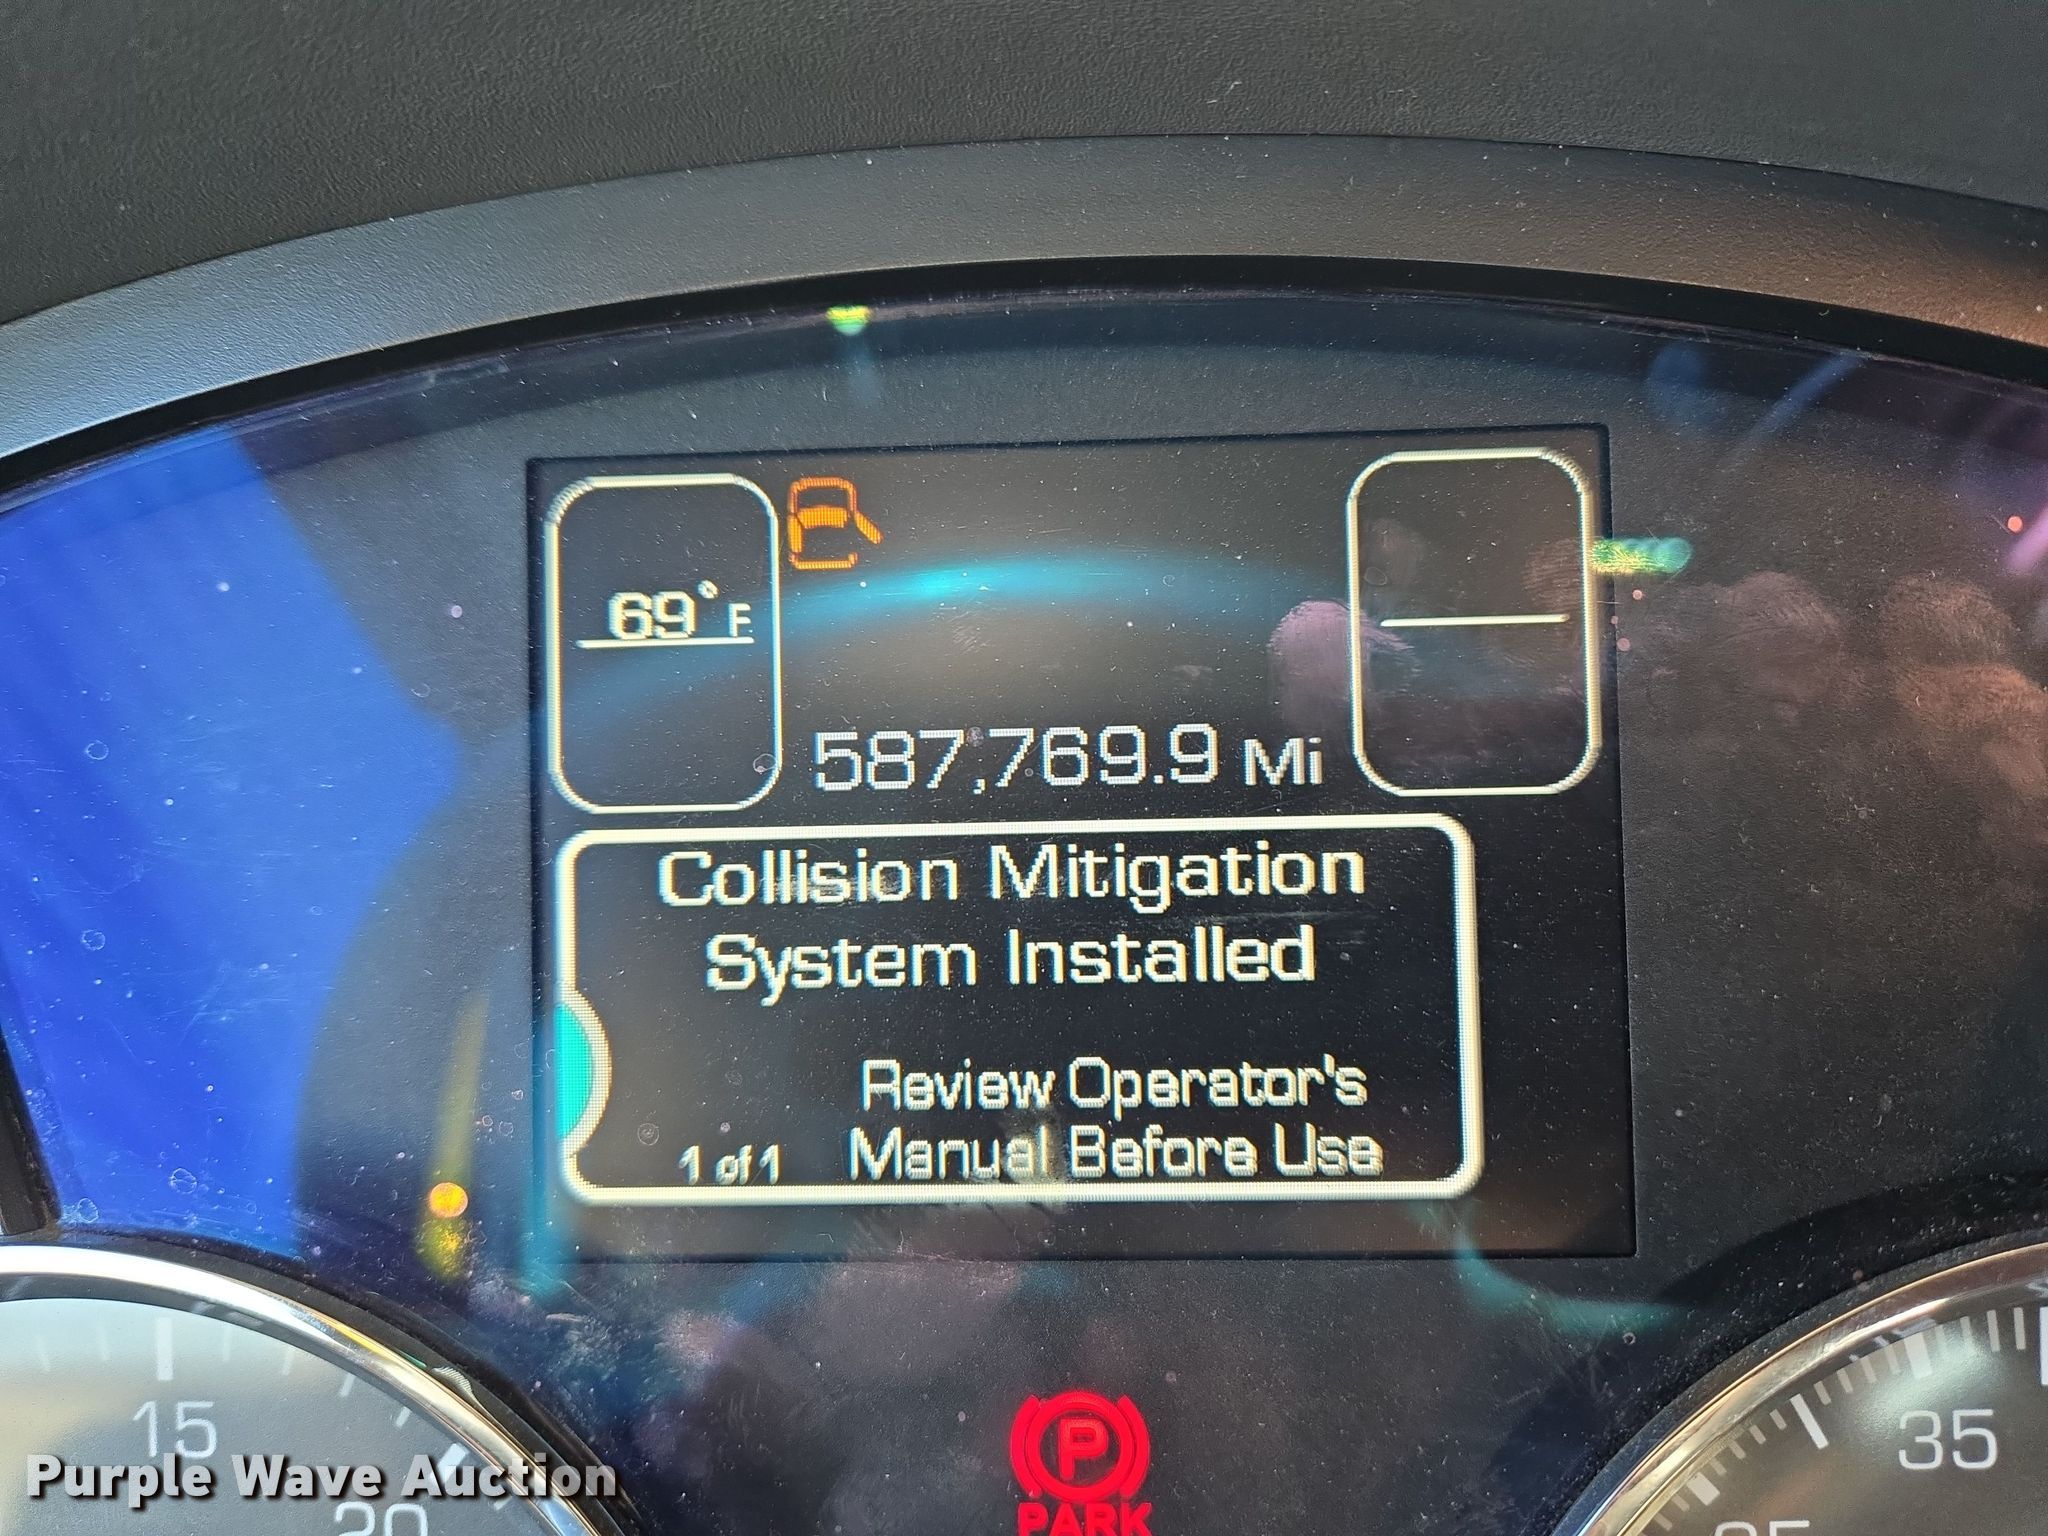 69°F
587,769.9 Mi
Collision Mitigation
System Installed
Review Operator's
1 of 1 Manual Before Use
15
20
35
P
PARK
Purple Wave Auction